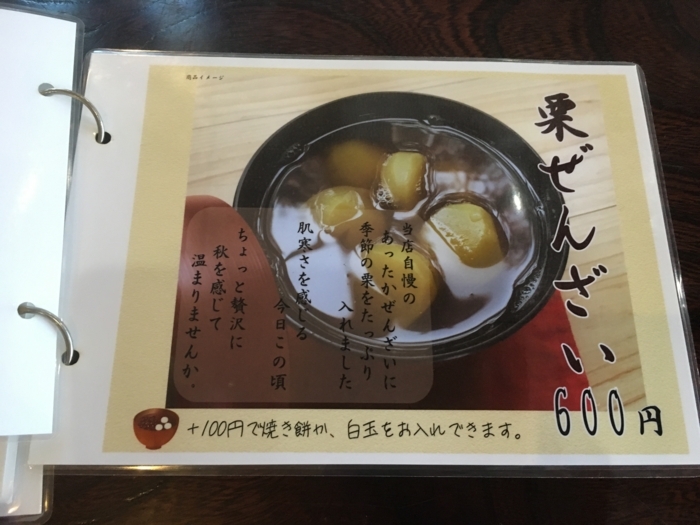 商品イメージ
栗ぜんざい
600円
当店自慢の
あったかぜんざいに
季節の栗をたっぷり
入れました
肌寒さを感じる
今日この頃
ちょっと贅沢に
秋を感じて
温まりませんか。
+100円で焼き餅か、白玉をお入れできます。